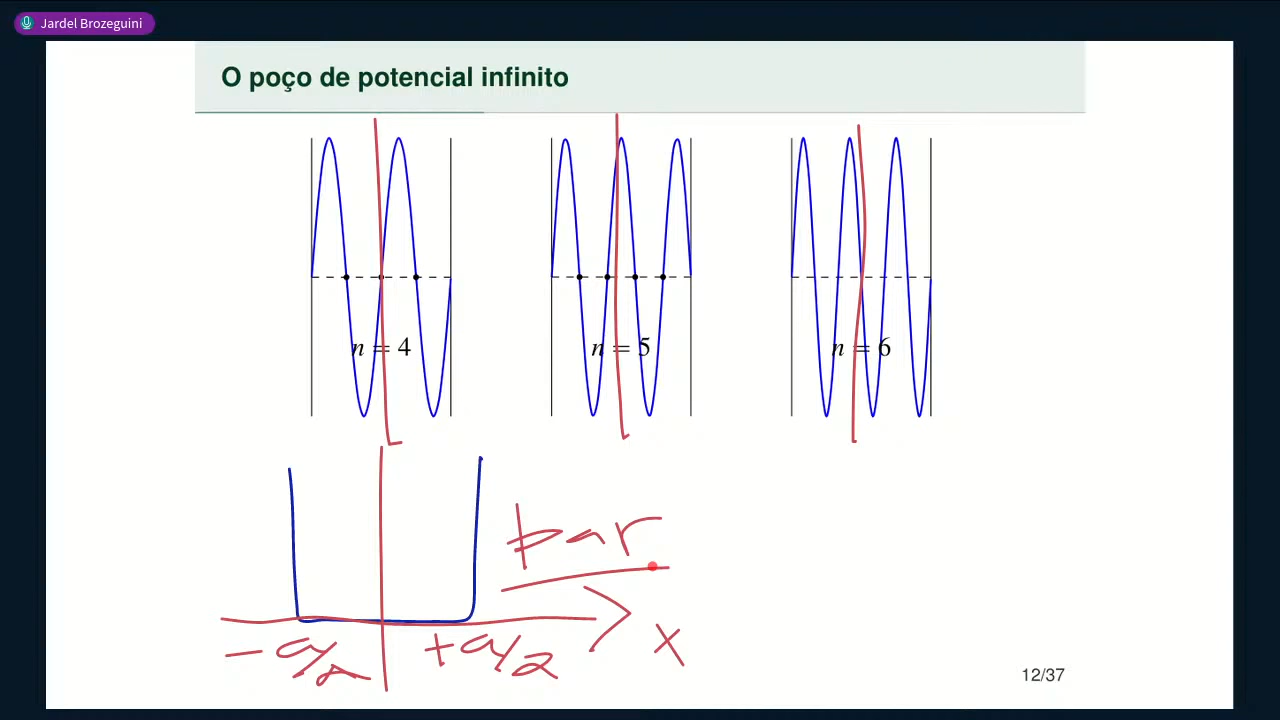 Jardel Brozeguini
O poço de potencial infinito
n = 4
n = 5
n = 6
par
-a/2
+a/2
x
12/37